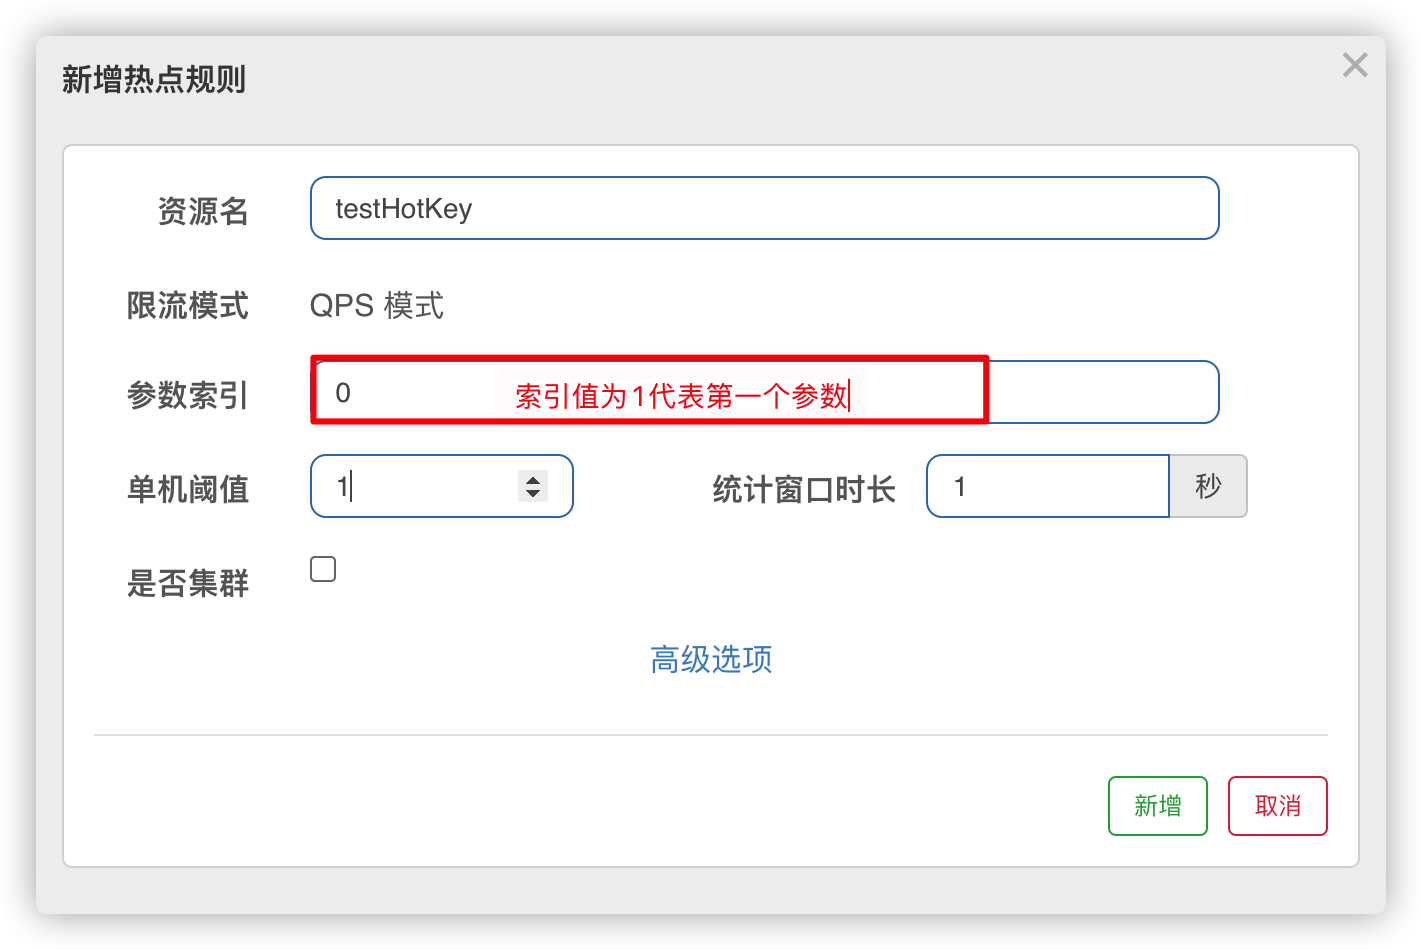 新增热点规则
资源名 testHotKey
限流模式 QPS 模式
参数索引 0 索引值为1代表第一个参数
单机阈值 1 统计窗口时长 1 秒
是否集群
高级选项
新增 取消